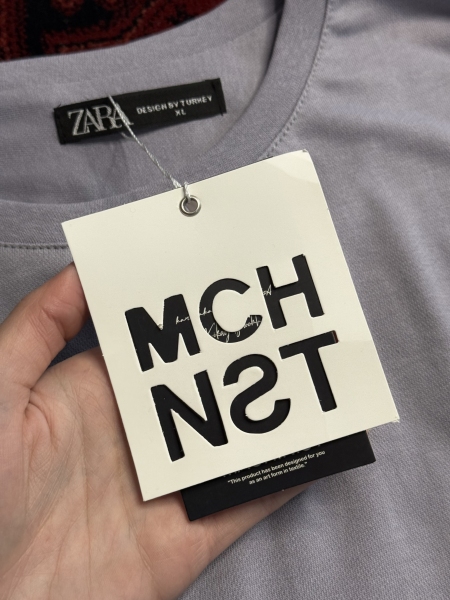 ZARA
DESIGN BY TURKEY
XL
MCH
NST
"This product has been designed for you
as an art form in textile."